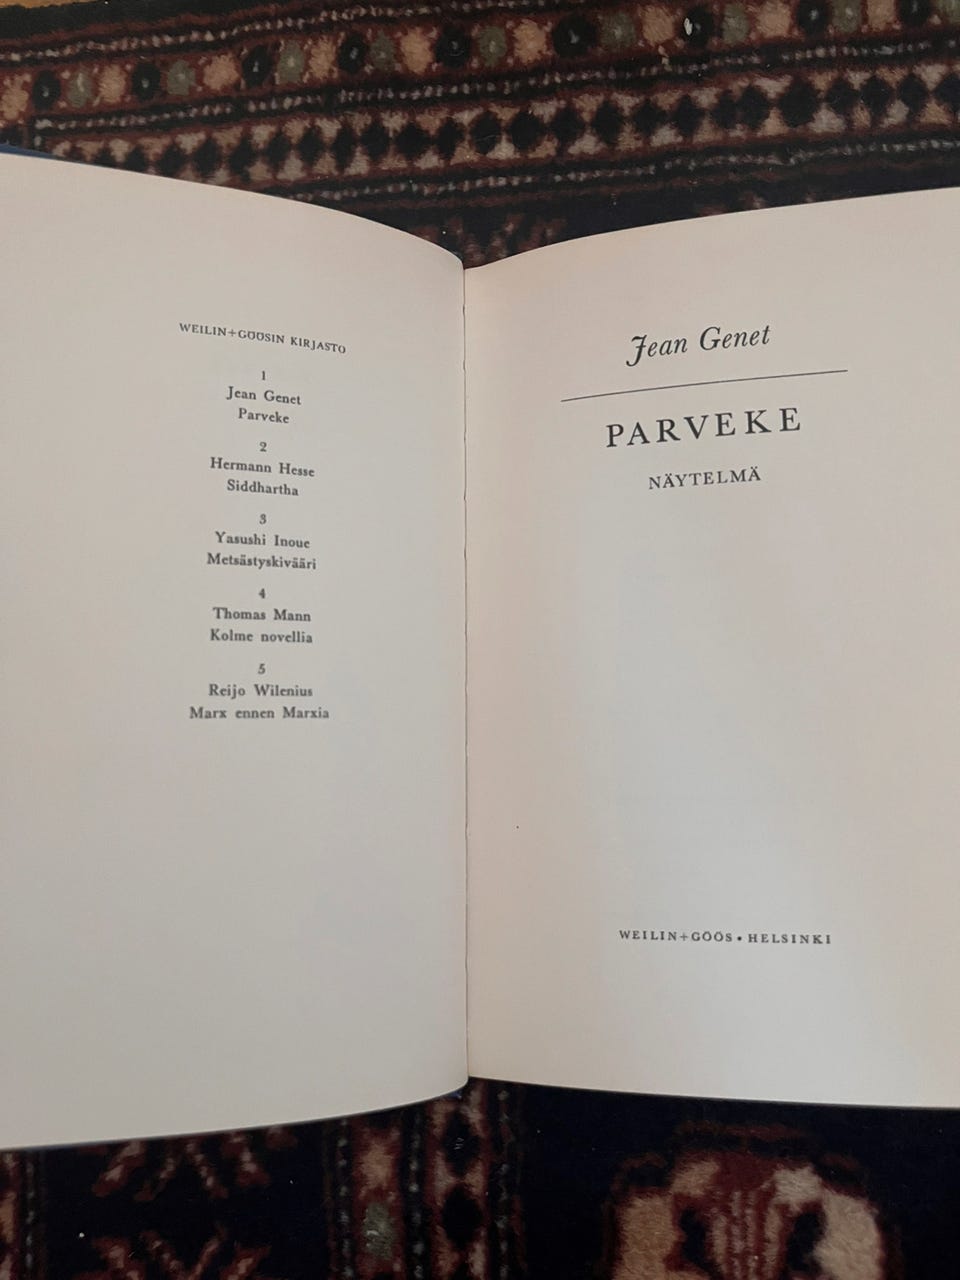 WEILIN+GÖÖSIN KIRJASTO
1
Jean Genet
Parveke
2
Hermann Hesse
Siddhartha
3
Yasushi Inoue
Metsästyskivääri
4
Thomas Mann
Kolme novellia
5
Reijo Wilenius
Marx ennen Marxia
Jean Genet
PARVEKE
NÄYTELMÄ
WEILIN+GÖÖS • HELSINKI